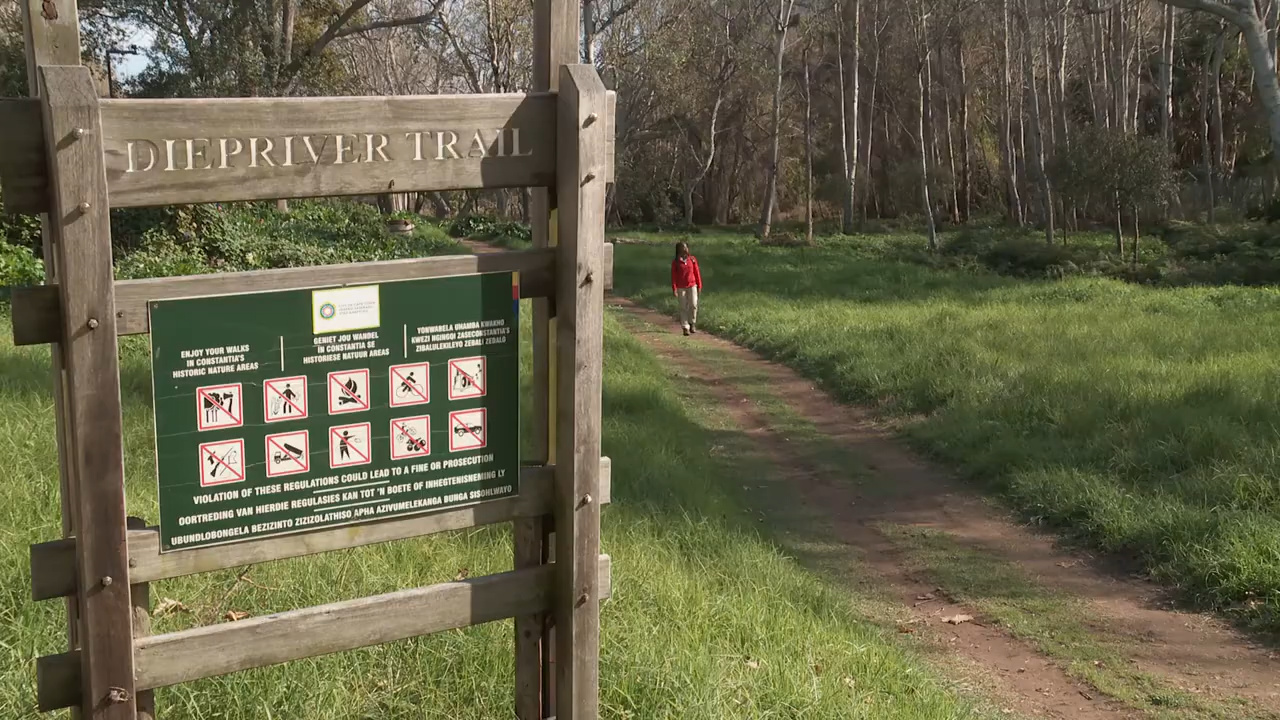 DIEPRIVER TRAIL
ENJOY YOUR WALKS
IN CONSTANTIA'S
HISTORIC NATURE AREAS
GENIET JOU WANDEL
IN CONSTANTIA SE
HISTORIESE NATUUR AREAS
YONWABELA UHAMBA KWAKHO
KWEZI NGINGQI ZASECONSTANTIA'S
ZIBALULEKILEYO ZEBALI ZEDALO
VIOLATION OF THESE REGULATIONS COULD LEAD TO A FINE OR PROSECUTION
OORTREDING VAN HIERDIE REGULASIES KAN TOT 'N BOETE OF INHEGTENISNEMING LY
UBUNDLOBONGELA BEZIZINTO ZIZIZOLATHISO APHA AZIVUMELEKANGA BUNGA SISOHLWAYO